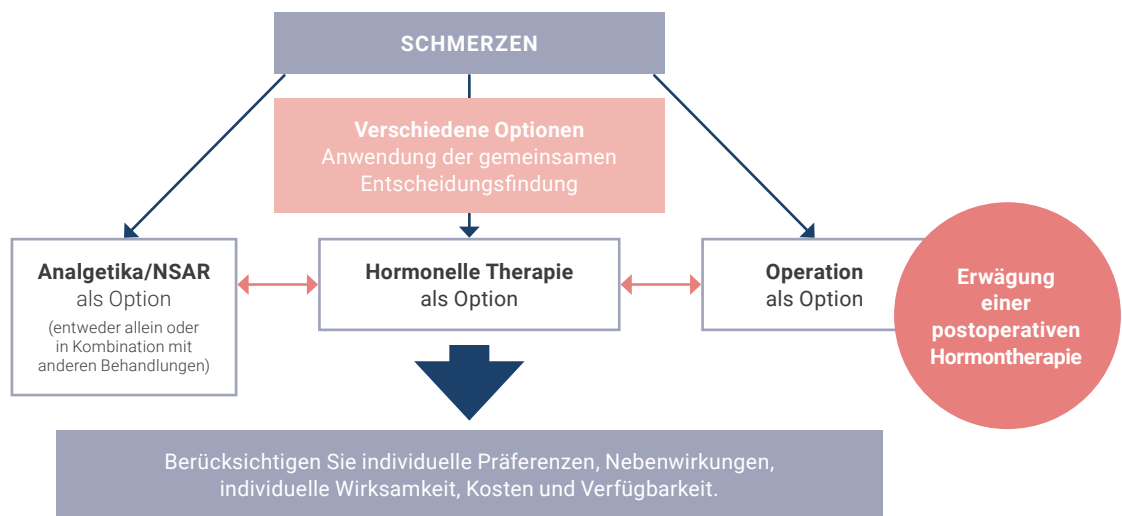 SCHMERZEN
Verschiedene Optionen
Anwendung der gemeinsamen
Entscheidungsfindung
Analgetika/NSAR
als Option
(entweder allein oder
in Kombination mit
anderen Behandlungen)
Hormonelle Therapie
als Option
Operation
als Option
Erwägung
einer
postoperativen
Hormontherapie
Berücksichtigen Sie individuelle Präferenzen, Nebenwirkungen,
individuelle Wirksamkeit, Kosten und Verfügbarkeit.